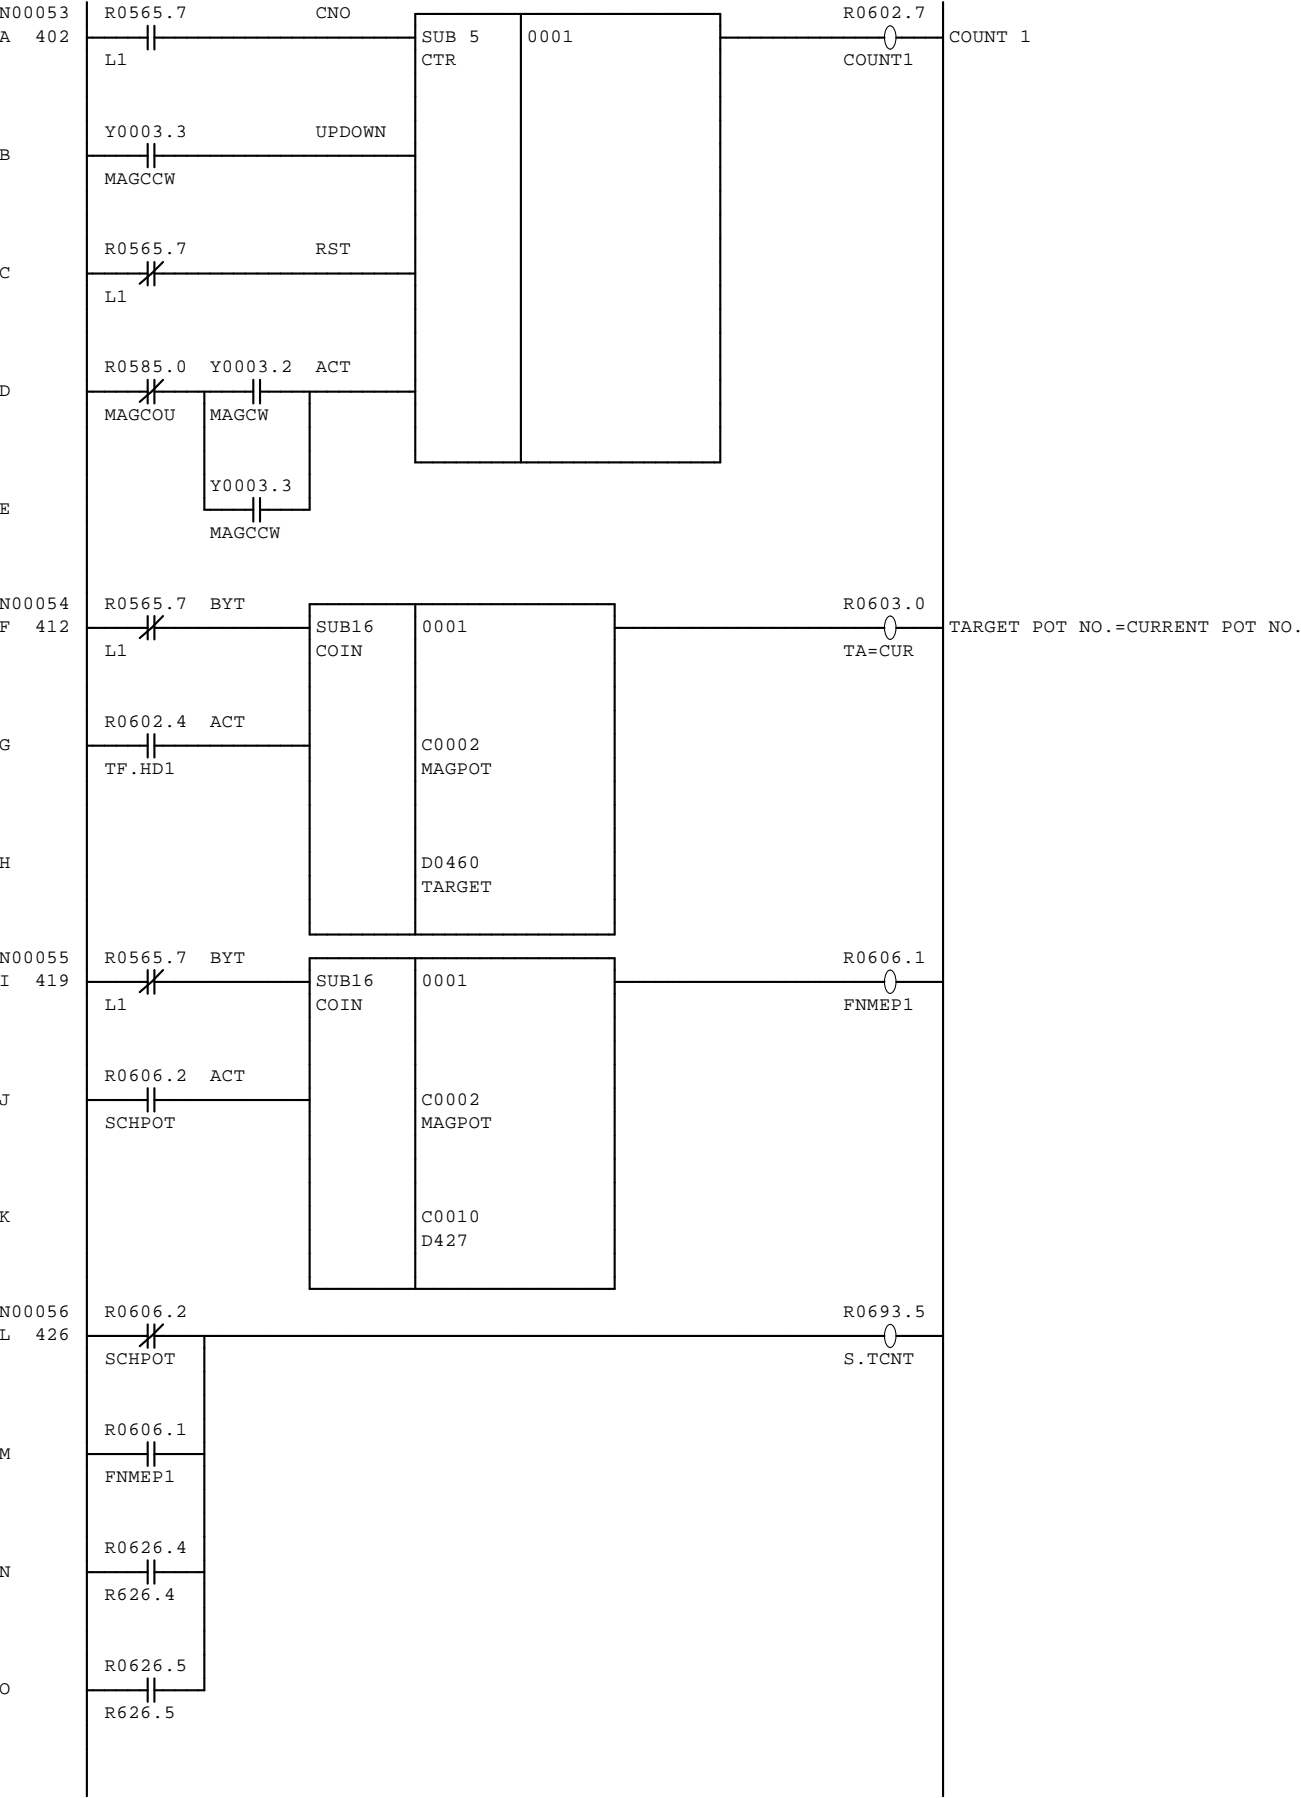 N00053 R0565.7 CNO R0602.7
A 402 SUB 5 0001 COUNT 1
L1 CTR COUNT1
Y0003.3 UPDOWN
B
MAGCCW
R0565.7 RST
C
L1
R0585.0 Y0003.2 ACT
D
MAGCOU MAGCW
Y0003.3
E
MAGCCW
N00054 R0565.7 BYT R0603.0
F 412 SUB16 0001 TARGET POT NO.=CURRENT POT NO.
L1 COIN TA=CUR
R0602.4 ACT
G C0002
TF.HD1 MAGPOT
H D0460
TARGET
N00055 R0565.7 BYT R0606.1
I 419 SUB16 0001
L1 COIN FNMEP1
R0606.2 ACT
J C0002
SCHPOT MAGPOT
K C0010
D427
N00056 R0606.2 R0693.5
L 426
SCHPOT S.TCNT
R0606.1
M
FNMEP1
R0626.4
N
R626.4
R0626.5
O
R626.5